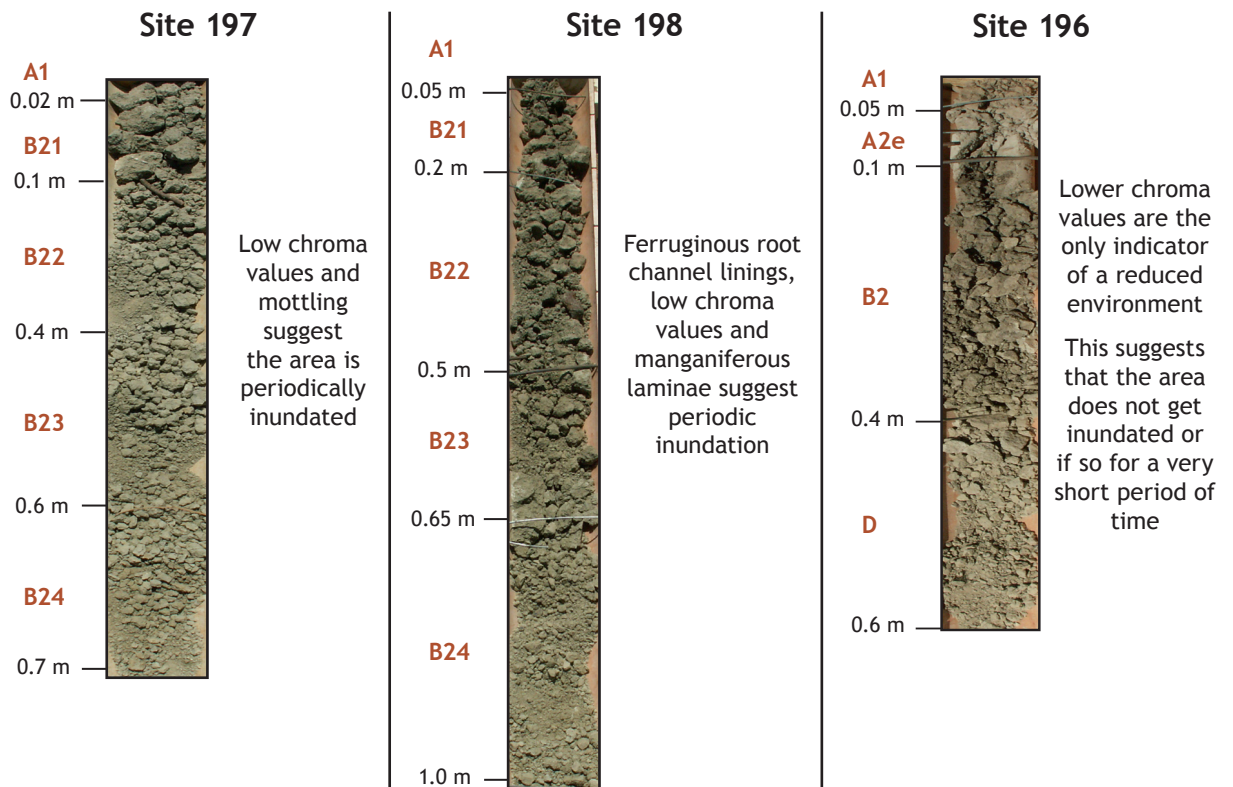 Site 197
A1
0.02 m
B21
0.1 m
B22
0.4 m
B23
0.6 m
B24
0.7 m
Low chroma
values and
mottling
suggest
the area is
periodically
inundated
Site 198
A1
0.05 m
B21
0.2 m
B22
0.5 m
B23
0.65 m
B24
1.0 m
Ferruginous root
channel linings,
low chroma
values and
manganiferous
laminae suggest
periodic
inundation
Site 196
A1
0.05 m
A2e
0.1 m
B2
0.4 m
D
0.6 m
Lower chroma
values are the
only indicator
of a reduced
environment
This suggests
that the area
does not get
inundated or
if so for a very
short period of
time